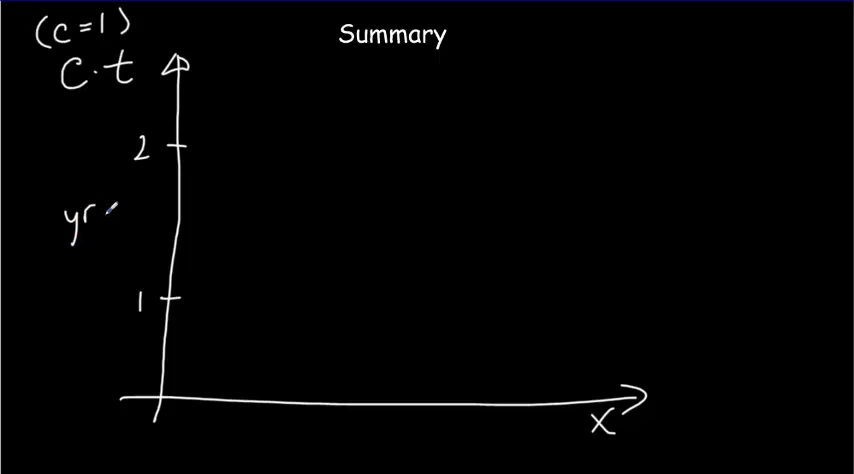 (c=1)
Summary
c·t
2
yr
1
x